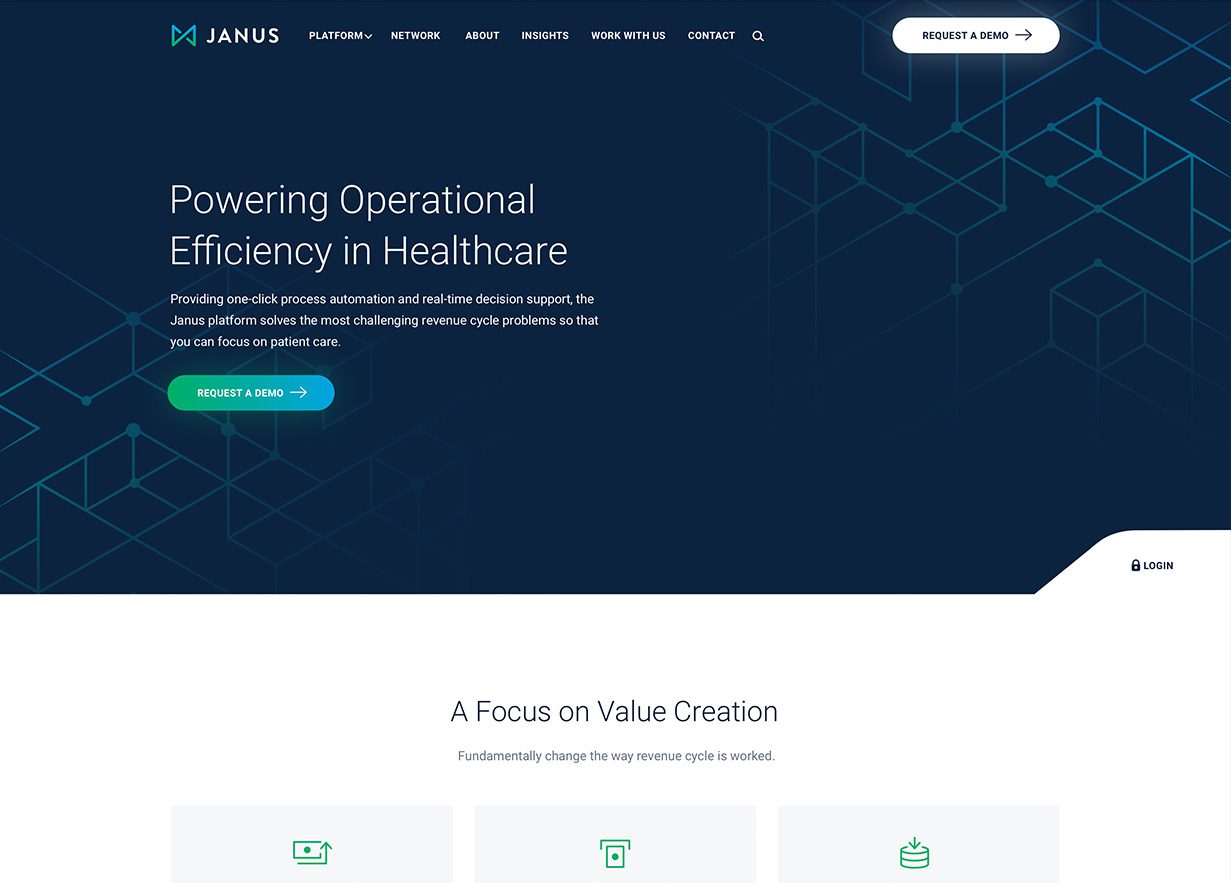 JANUS
PLATFORM NETWORK ABOUT INSIGHTS WORK WITH US CONTACT
REQUEST A DEMO
Powering Operational
Efficiency in Healthcare
Providing one-click process automation and real-time decision support, the
Janus platform solves the most challenging revenue cycle problems so that
you can focus on patient care.
REQUEST A DEMO
LOGIN
A Focus on Value Creation
Fundamentally change the way revenue cycle is worked.